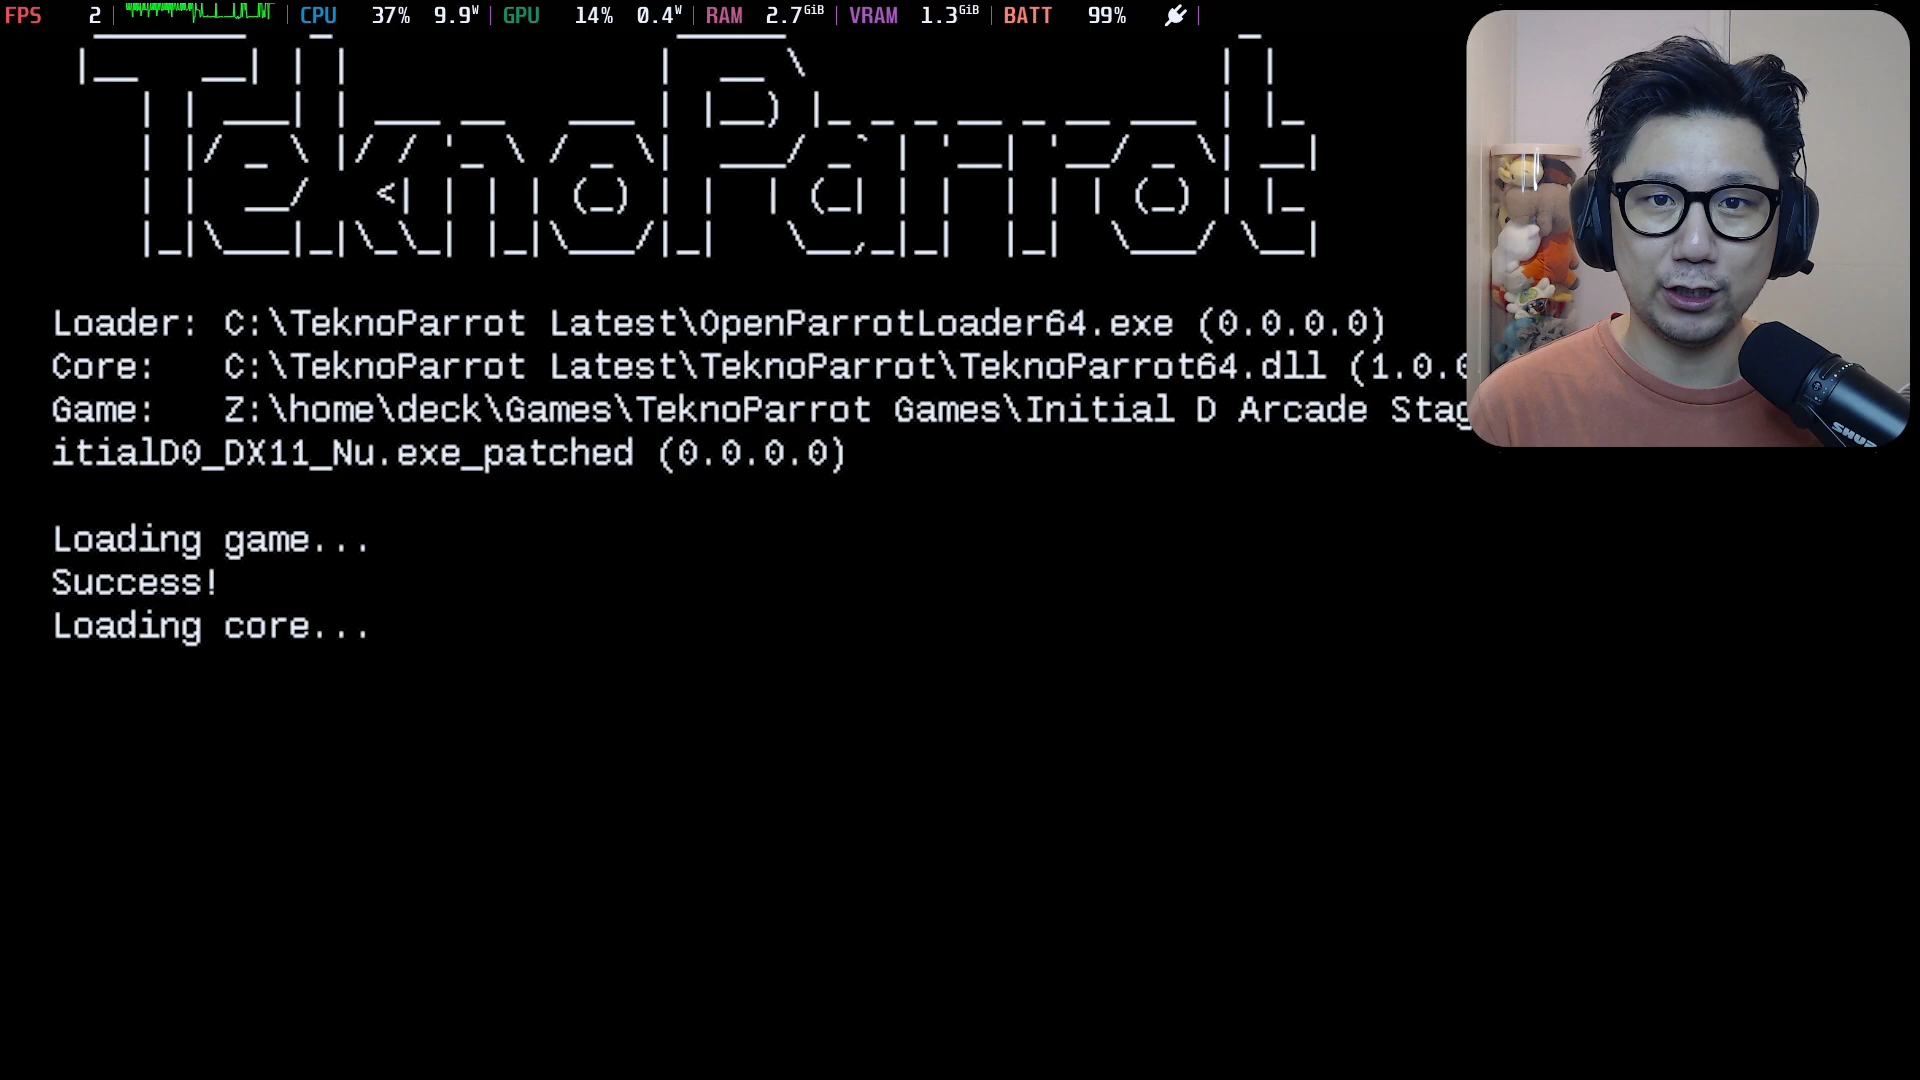 FPS 2 CPU 37% 9.9W GPU 14% 0.4W RAM 2.7GiB VRAM 1.3GiB BATT 99%
TeknoParrot
Loader: C:\TeknoParrot Latest\OpenParrotLoader64.exe (0.0.0.0)
Core: C:\TeknoParrot Latest\TeknoParrot\TeknoParrot64.dll (1.0.0
Game: Z:\home\deck\Games\TeknoParrot Games\Initial D Arcade Stag
itialD0_DX11_Nu.exe_patched (0.0.0.0)
Loading game...
Success!
Loading core...
SHURE